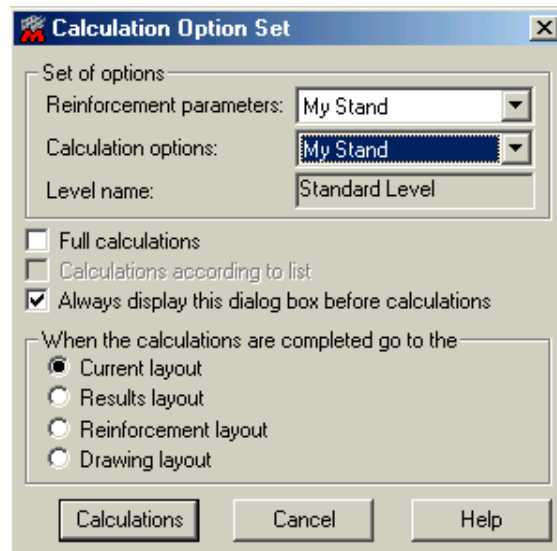 Calculation Option Set
Set of options
Reinforcement parameters: My Stand
Calculation options: My Stand
Level name: Standard Level
Full calculations
Calculations according to list
Always display this dialog box before calculations
When the calculations are completed go to the
Current layout
Results layout
Reinforcement layout
Drawing layout
Calculations Cancel Help